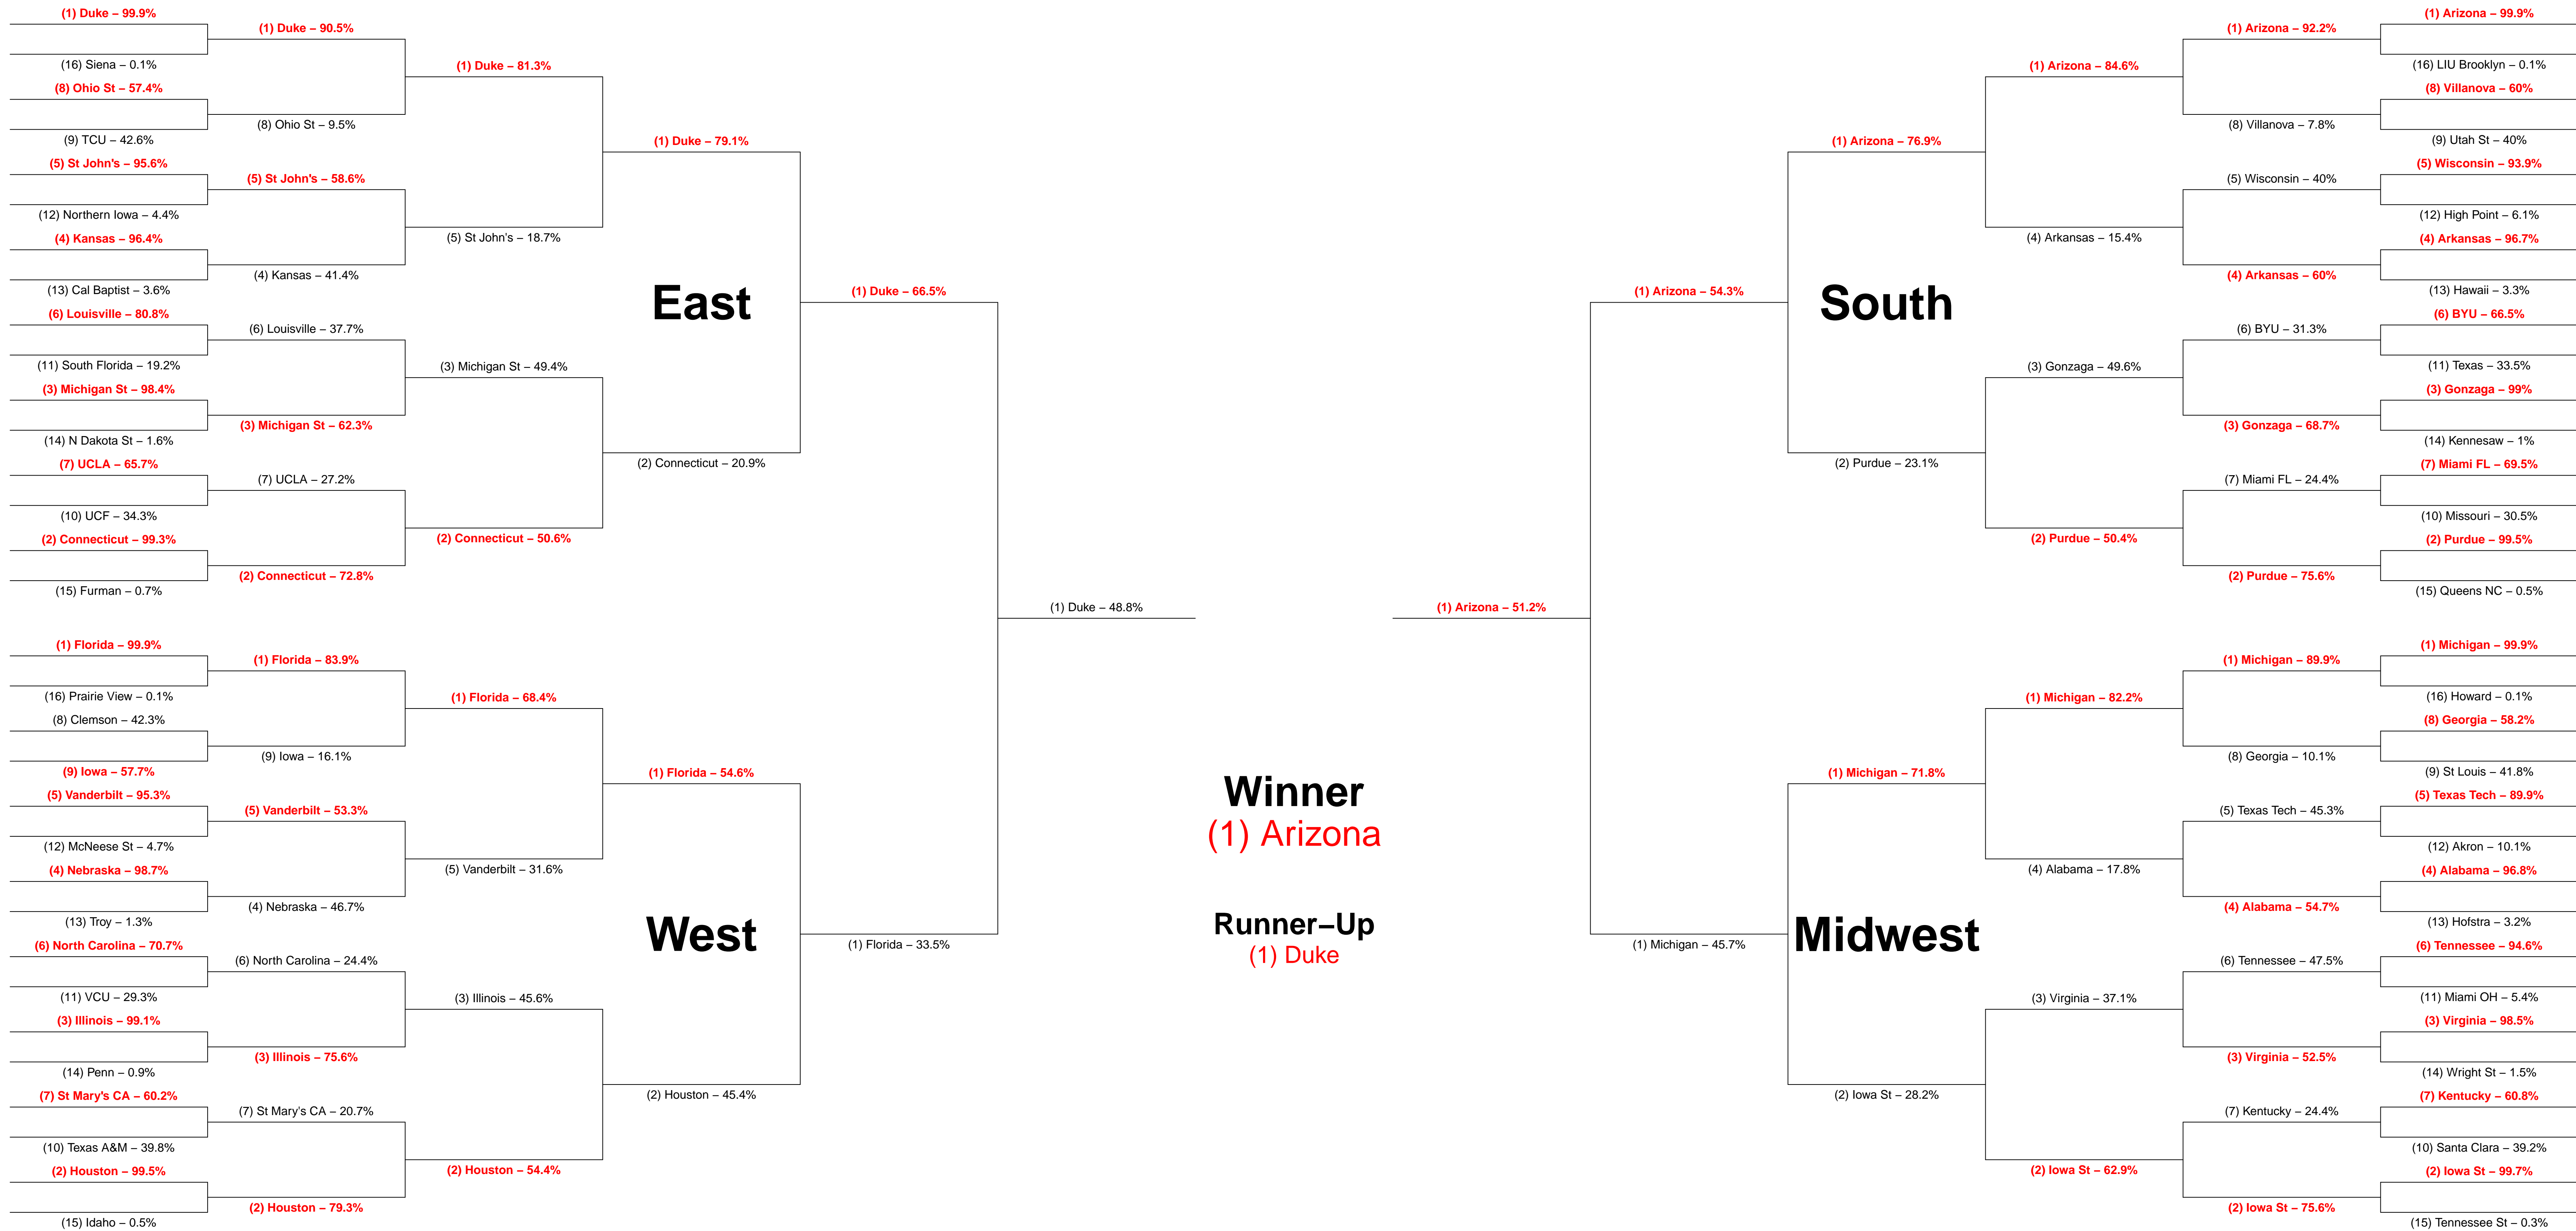 (1) Duke – 99.9%
(16) Siena – 0.1%
(8) Ohio St – 57.4%
(9) TCU – 42.6%
(5) St John's – 95.6%
(12) Northern Iowa – 4.4%
(4) Kansas – 96.4%
(13) Cal Baptist – 3.6%
(6) Louisville – 80.8%
(11) South Florida – 19.2%
(3) Michigan St – 98.4%
(14) N Dakota St – 1.6%
(7) UCLA – 65.7%
(10) UCF – 34.3%
(2) Connecticut – 99.3%
(15) Furman – 0.7%
(1) Florida – 99.9%
(16) Prairie View – 0.1%
(8) Clemson – 42.3%
(9) Iowa – 57.7%
(5) Vanderbilt – 95.3%
(12) McNeese St – 4.7%
(4) Nebraska – 98.7%
(13) Troy – 1.3%
(6) North Carolina – 70.7%
(11) VCU – 29.3%
(3) Illinois – 99.1%
(14) Penn – 0.9%
(7) St Mary's CA – 60.2%
(10) Texas A&M – 39.8%
(2) Houston – 99.5%
(15) Idaho – 0.5%
(1) Duke – 90.5%
(8) Ohio St – 9.5%
(5) St John's – 58.6%
(4) Kansas – 41.4%
(6) Louisville – 37.7%
(3) Michigan St – 62.3%
(7) UCLA – 27.2%
(2) Connecticut – 72.8%
(1) Florida – 83.9%
(9) Iowa – 16.1%
(5) Vanderbilt – 53.3%
(4) Nebraska – 46.7%
(6) North Carolina – 24.4%
(3) Illinois – 75.6%
(7) St Mary's CA – 20.7%
(2) Houston – 79.3%
(1) Duke – 81.3%
(5) St John's – 18.7%
(3) Michigan St – 49.4%
(2) Connecticut – 50.6%
(1) Florida – 68.4%
(5) Vanderbilt – 31.6%
(3) Illinois – 45.6%
(2) Houston – 54.4%
(1) Duke – 79.1%
East
(2) Connecticut – 20.9%
(1) Florida – 54.6%
West
(2) Houston – 45.4%
(1) Duke – 66.5%
(1) Florida – 33.5%
(1) Duke – 48.8%
Winner
(1) Arizona
Runner–Up
(1) Duke
(1) Arizona – 51.2%
(1) Arizona – 54.3%
(1) Michigan – 45.7%
(1) Arizona – 76.9%
South
(2) Purdue – 23.1%
(1) Michigan – 71.8%
Midwest
(2) Iowa St – 28.2%
(1) Arizona – 84.6%
(4) Arkansas – 15.4%
(3) Gonzaga – 49.6%
(2) Purdue – 50.4%
(1) Michigan – 82.2%
(4) Alabama – 17.8%
(3) Virginia – 37.1%
(2) Iowa St – 62.9%
(1) Arizona – 92.2%
(8) Villanova – 7.8%
(5) Wisconsin – 40%
(4) Arkansas – 60%
(6) BYU – 31.3%
(3) Gonzaga – 68.7%
(7) Miami FL – 24.4%
(2) Purdue – 75.6%
(1) Michigan – 89.9%
(8) Georgia – 10.1%
(5) Texas Tech – 45.3%
(4) Alabama – 54.7%
(6) Tennessee – 47.5%
(3) Virginia – 52.5%
(7) Kentucky – 24.4%
(2) Iowa St – 75.6%
(1) Arizona – 99.9%
(16) LIU Brooklyn – 0.1%
(8) Villanova – 60%
(9) Utah St – 40%
(5) Wisconsin – 93.9%
(12) High Point – 6.1%
(4) Arkansas – 96.7%
(13) Hawaii – 3.3%
(6) BYU – 66.5%
(11) Texas – 33.5%
(3) Gonzaga – 99%
(14) Kennesaw – 1%
(7) Miami FL – 69.5%
(10) Missouri – 30.5%
(2) Purdue – 99.5%
(15) Queens NC – 0.5%
(1) Michigan – 99.9%
(16) Howard – 0.1%
(8) Georgia – 58.2%
(9) St Louis – 41.8%
(5) Texas Tech – 89.9%
(12) Akron – 10.1%
(4) Alabama – 96.8%
(13) Hofstra – 3.2%
(6) Tennessee – 94.6%
(11) Miami OH – 5.4%
(3) Virginia – 98.5%
(14) Wright St – 1.5%
(7) Kentucky – 60.8%
(10) Santa Clara – 39.2%
(2) Iowa St – 99.7%
(15) Tennessee St – 0.3%